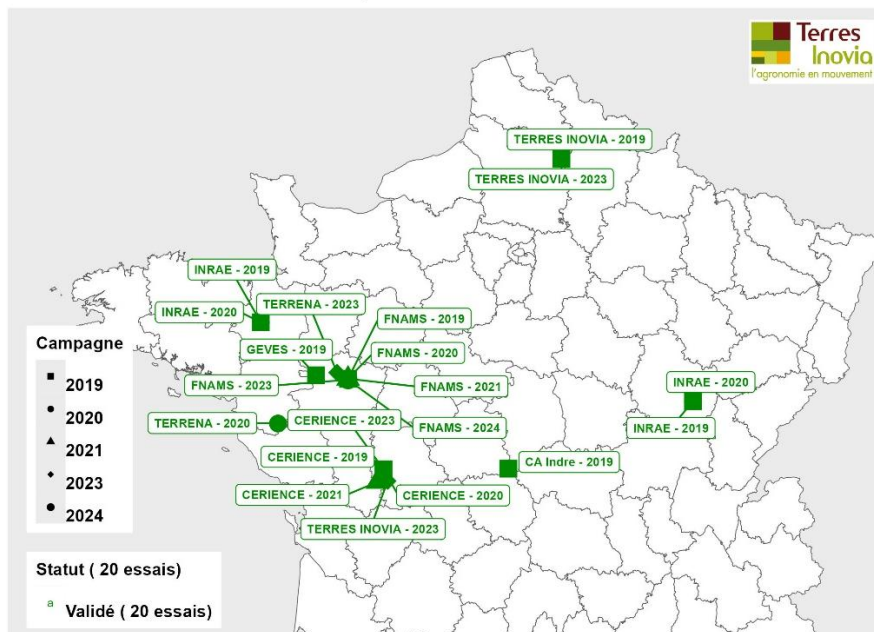 Terres
Inovia
l'agronomie en mouvement
TERRES INOVIA - 2019
TERRES INOVIA - 2023
INRAE - 2019
TERRENA - 2023
INRAE - 2020
FNAMS - 2019
GEVES - 2019
FNAMS - 2020
FNAMS - 2023
FNAMS - 2021
INRAE - 2020
TERRENA - 2020
CERIENCE - 2023
FNAMS - 2024
INRAE - 2019
CERIENCE - 2019
CA Indre - 2019
CERIENCE - 2021
CERIENCE - 2020
TERRES INOVIA - 2023
Campagne
2019
2020
2021
2023
2024
Statut ( 20 essais)
a Validé ( 20 essais)